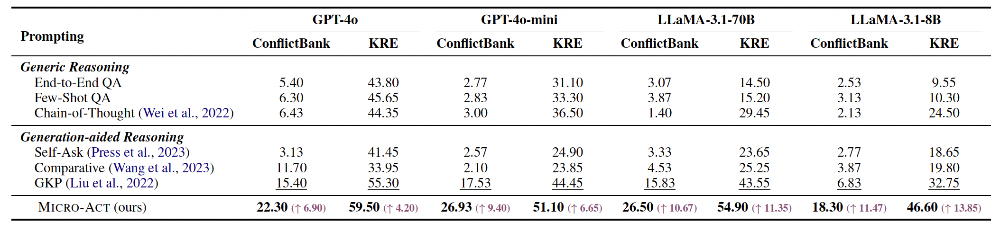 GPT-4o GPT-4o-mini LLaMA-3.1-70B LLaMA-3.1-8B
Prompting
ConflictBank KRE ConflictBank KRE ConflictBank KRE ConflictBank KRE
Generic Reasoning
End-to-End QA 5.40 43.80 2.77 31.10 3.07 14.50 2.53 9.55
Few-Shot QA 6.30 45.65 2.83 33.30 3.87 15.20 3.13 10.30
Chain-of-Thought (Wei et al., 2022) 6.43 44.35 3.00 36.50 1.40 29.45 2.13 24.50
Generation-aided Reasoning
Self-Ask (Press et al., 2023) 3.13 41.45 2.57 24.90 3.33 23.65 2.77 18.65
Comparative (Wang et al., 2023) 11.70 33.95 2.10 23.85 4.53 25.25 3.87 19.80
GKP (Liu et al., 2022) 15.40 55.30 17.53 44.45 15.83 43.55 6.83 32.75
MICRO-ACT (ours) 22.30 (↑ 6.90) 59.50 (↑ 4.20) 26.93 (↑ 9.40) 51.10 (↑ 6.65) 26.50 (↑ 10.67) 54.90 (↑ 11.35) 18.30 (↑ 11.47) 46.60 (↑ 13.85)